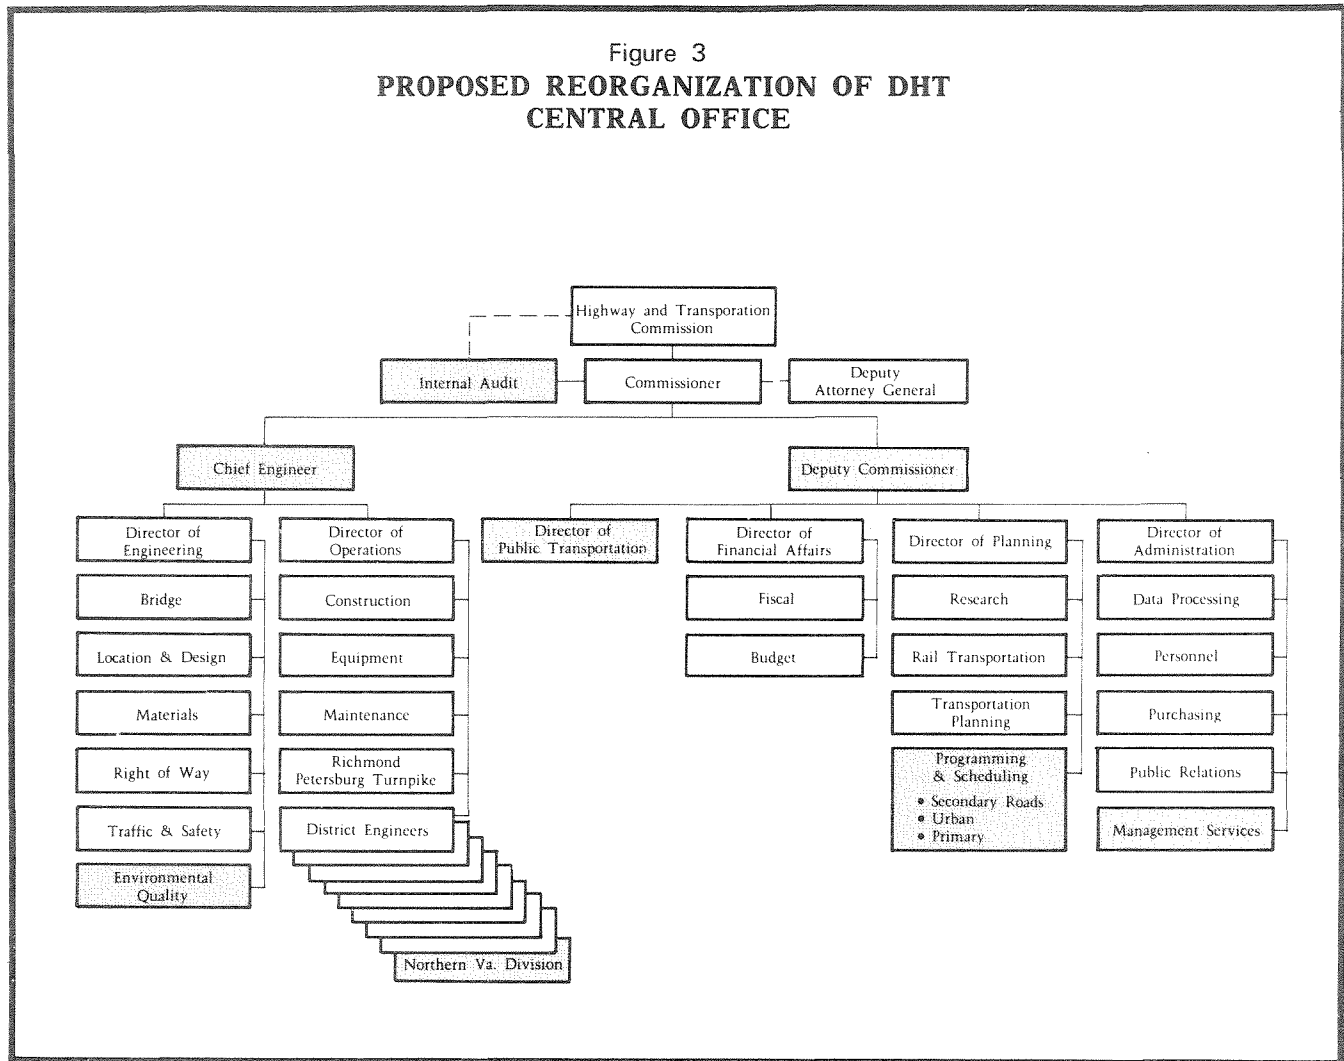 Figure 3
PROPOSED REORGANIZATION OF DHT
CENTRAL OFFICE
Highway and Transporation
Commission
Internal Audit
Commissioner
Deputy
Attorney General
Chief Engineer
Deputy Commissioner
Director of
Engineering
Bridge
Location & Design
Materials
Right of Way
Traffic & Safety
Environmental
Quality
Director of
Operations
Construction
Equipment
Maintenance
Richmond
Petersburg Turnpike
District Engineers
Northern Va. Division
Director of
Public Transportation
Director of
Financial Affairs
Fiscal
Budget
Director of Planning
Research
Rail Transportation
Transportation
Planning
Programming
& Scheduling
• Secondary Roads
• Urban
• Primary
Director of
Administration
Data Processing
Personnel
Purchasing
Public Relations
Management Services